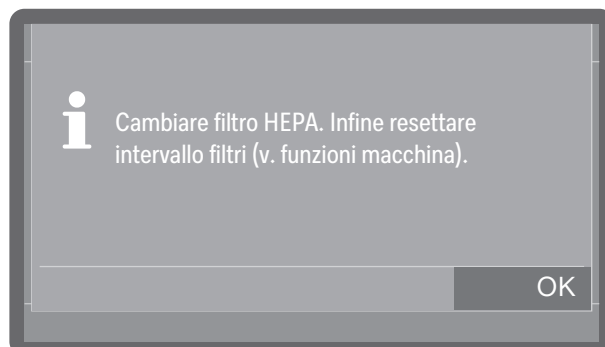 Cambiare filtro HEPA. Infine resettare
intervallo filtri (v. funzioni macchina).
OK